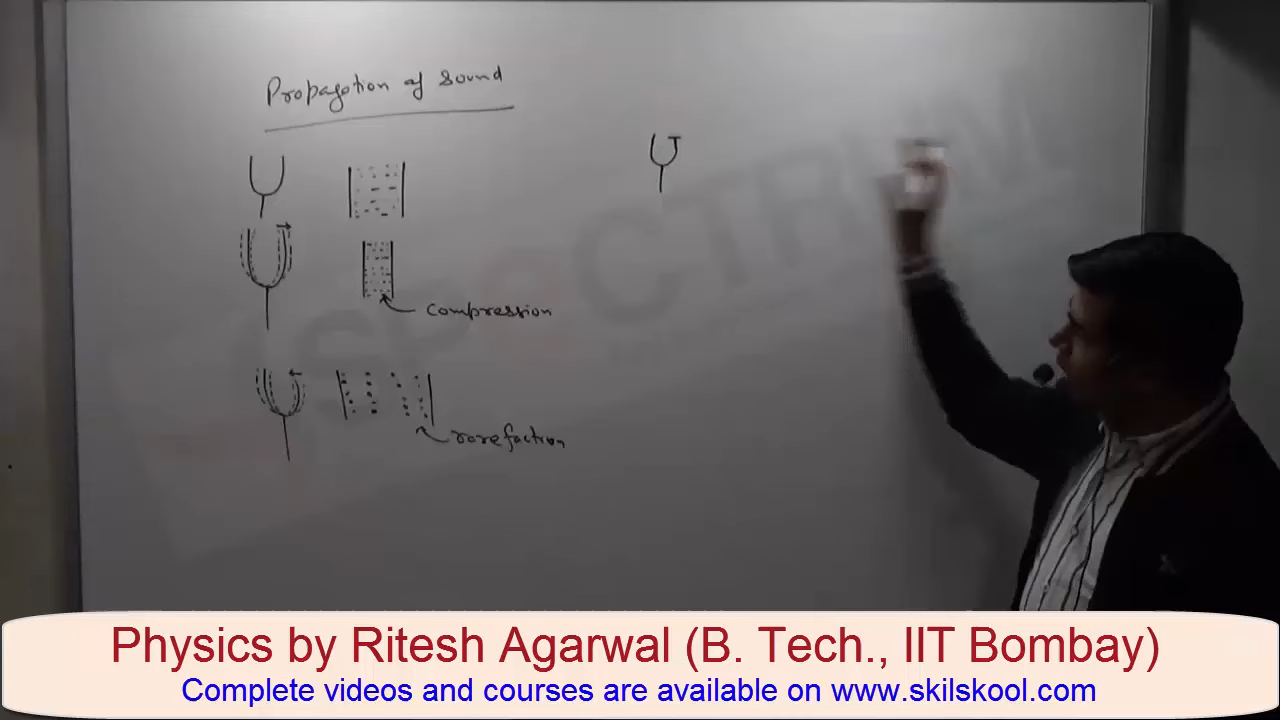 Propagation of Sound
compression
rarefaction
SPECTRUM
Physics by Ritesh Agarwal (B. Tech., IIT Bombay)
Complete videos and courses are available on www.skilskool.com